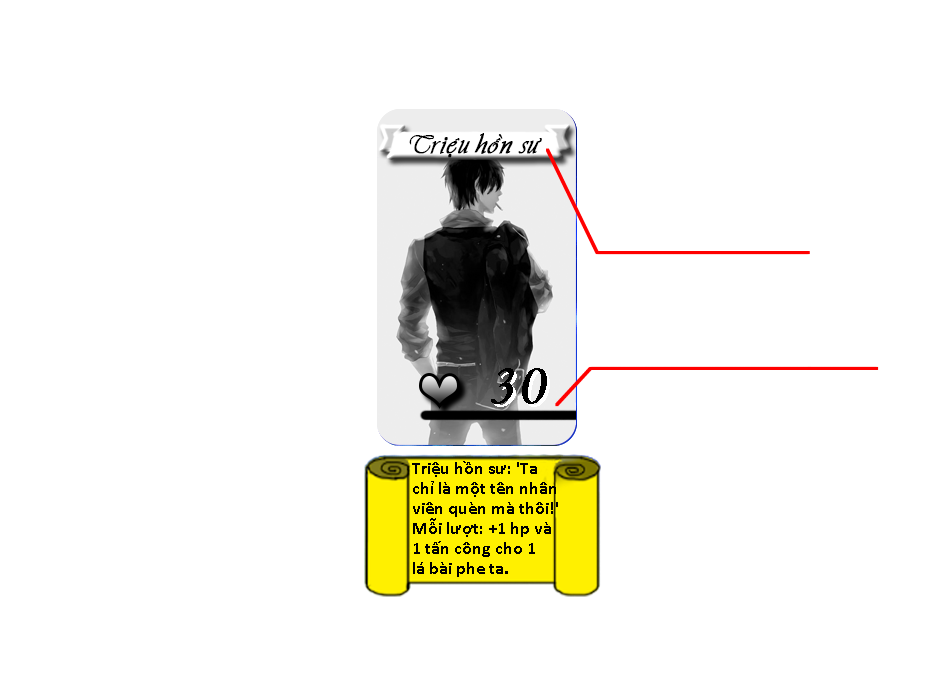 Triệu hồn sư
30
Triệu hồn sư: 'Ta
chỉ là một tên nhân
viên quèn mà thôi!'
Mỗi lượt: +1 hp và
1 tấn công cho 1
lá bài phe ta.